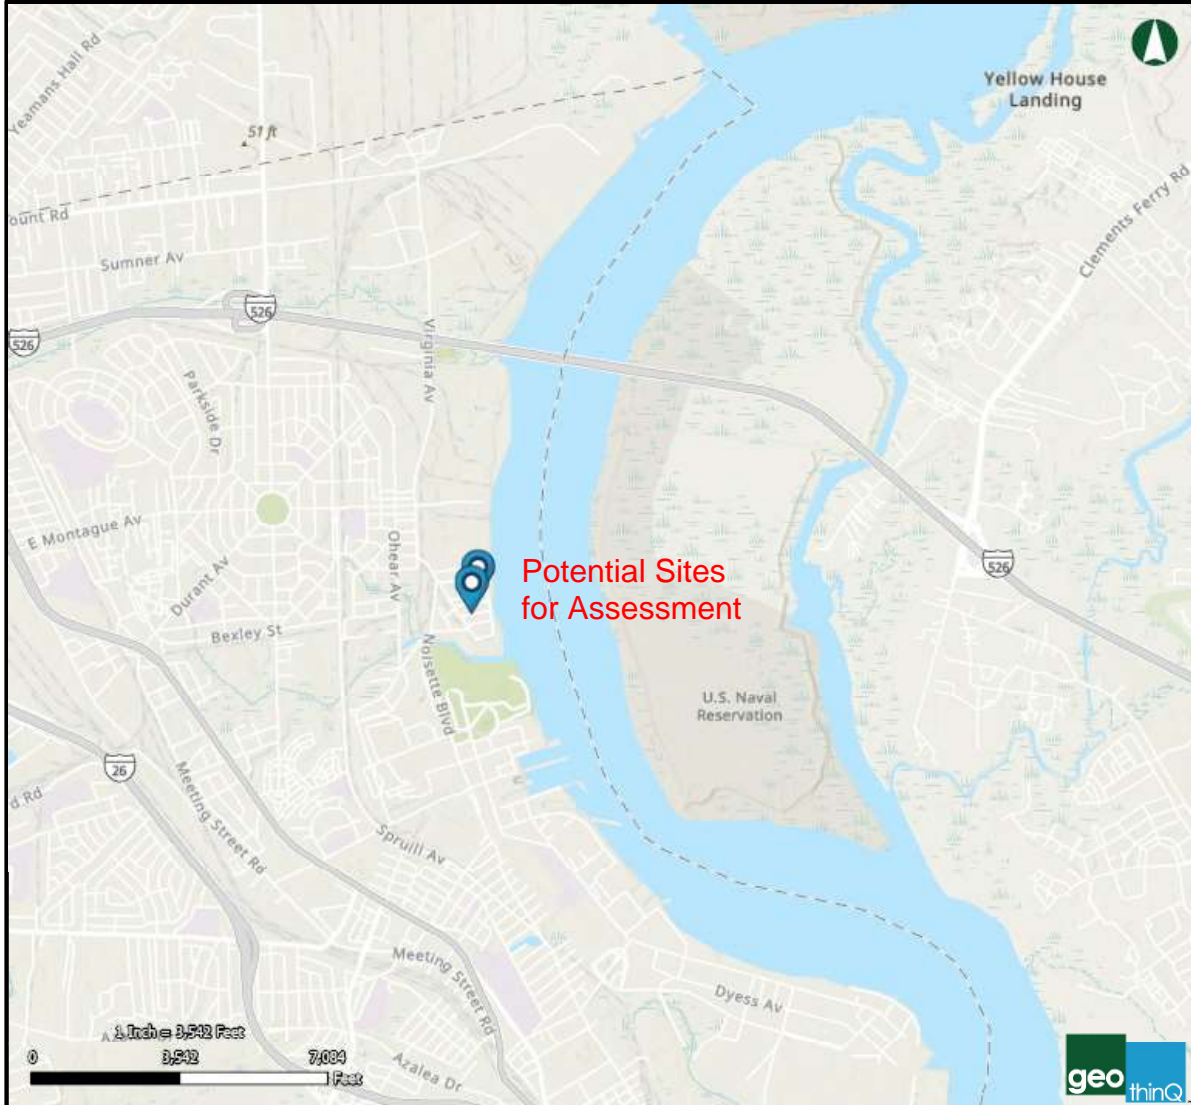 Yeamans Hall Rd
51 ft
Yellow House
Landing
ount Rd
Clements Ferry Rd
Sumner Av
526
526
Virginia Av
Parkside Dr
E Montague Av
Ohear Av
526
Durant Av
Potential Sites
for Assessment
Bexley St
Noisette Blvd
U.S. Naval
Reservation
26
d Rd
Meeting Street Rd
Spruill Av
Meeting Street Rd
Dyess Av
1 Inch = 3,542 Feet
0
3,542
7,084
Feet
Azalea Dr
geo
thinQ